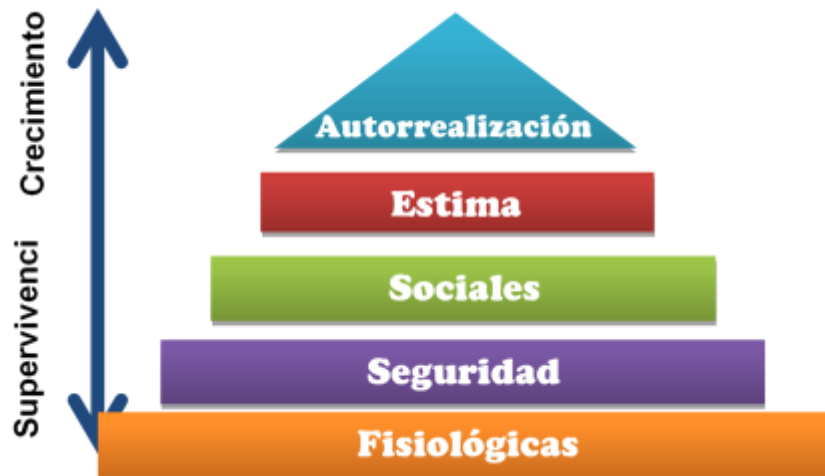 Crecimiento
Supervivenci
Autorrealización
Estima
Sociales
Seguridad
Fisiológicas